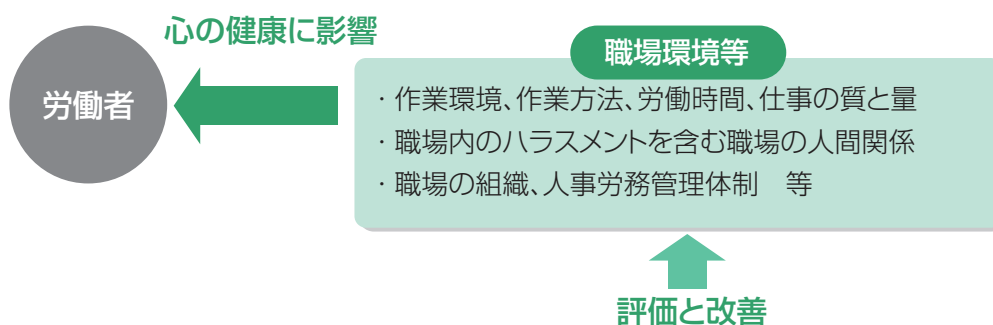 心の健康に影響
労働者
職場環境等
・作業環境、作業方法、労働時間、仕事の質と量
・職場内のハラスメントを含む職場の人間関係
・職場の組織、人事労務管理体制　等
評価と改善